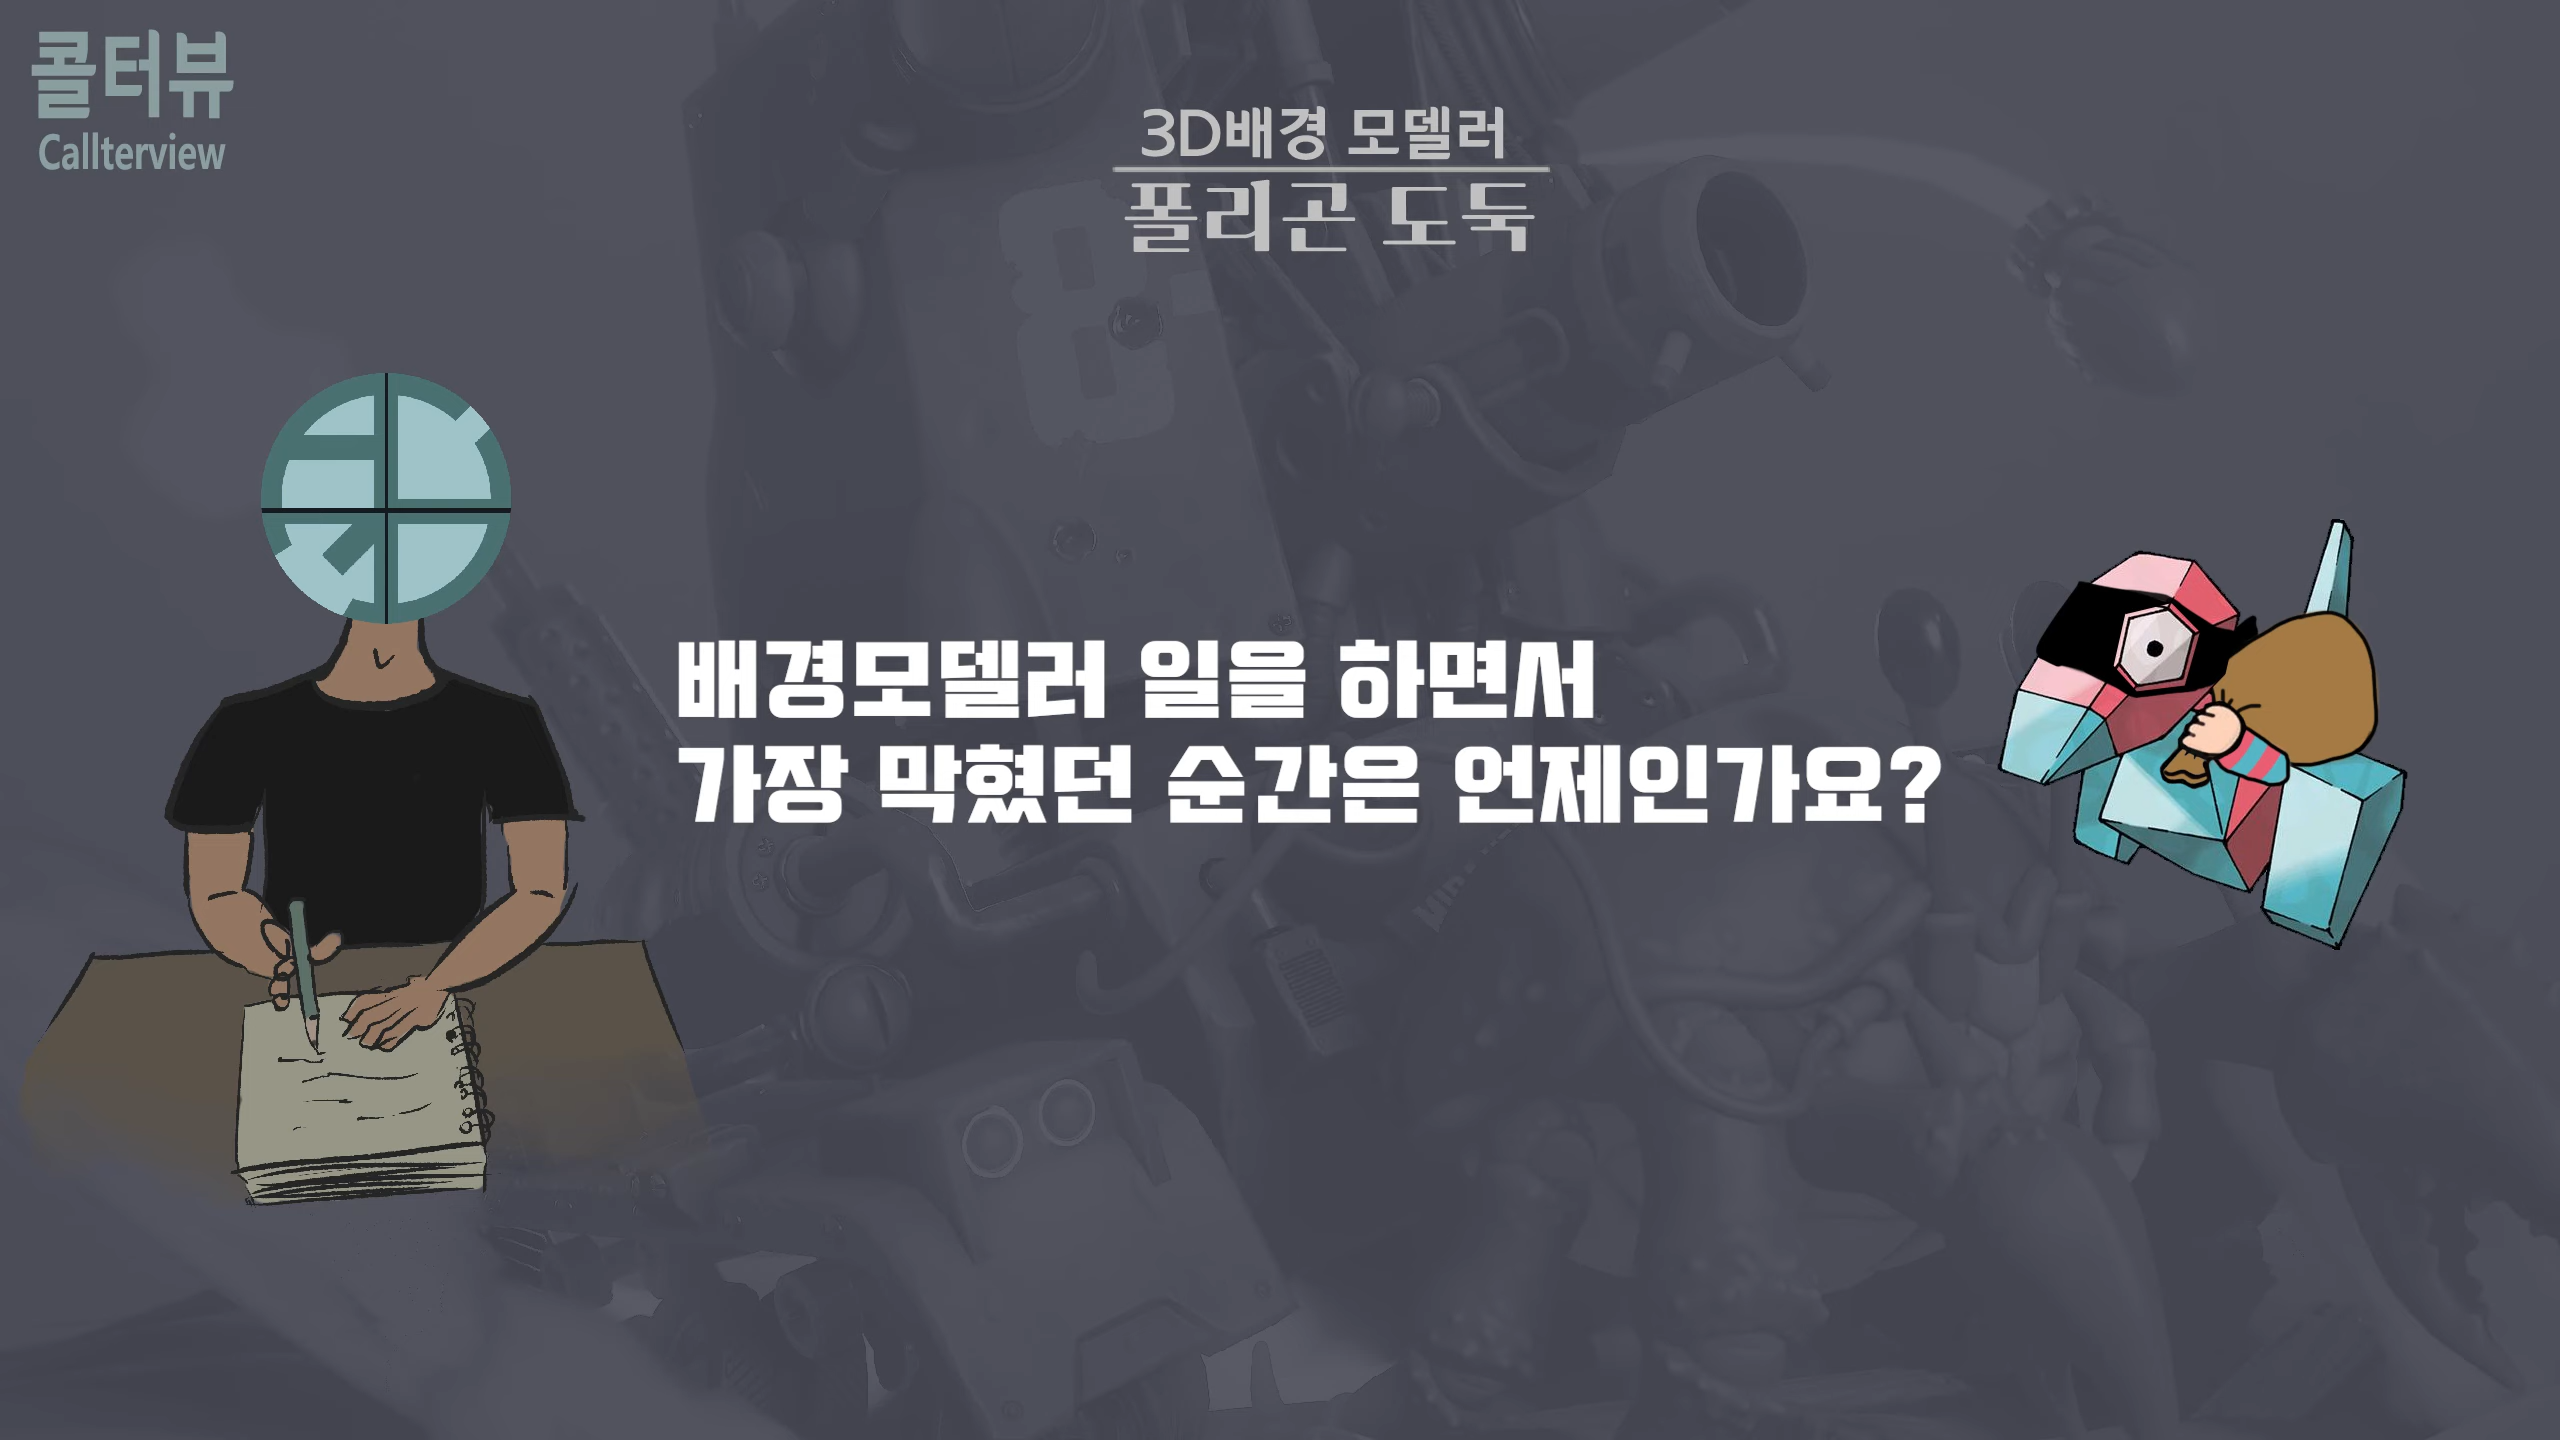 콜터뷰
Callterview
3D배경 모델러
폴리곤 도둑
배경모델러 일을 하면서
가장 막혔던 순간은 언제인가요?